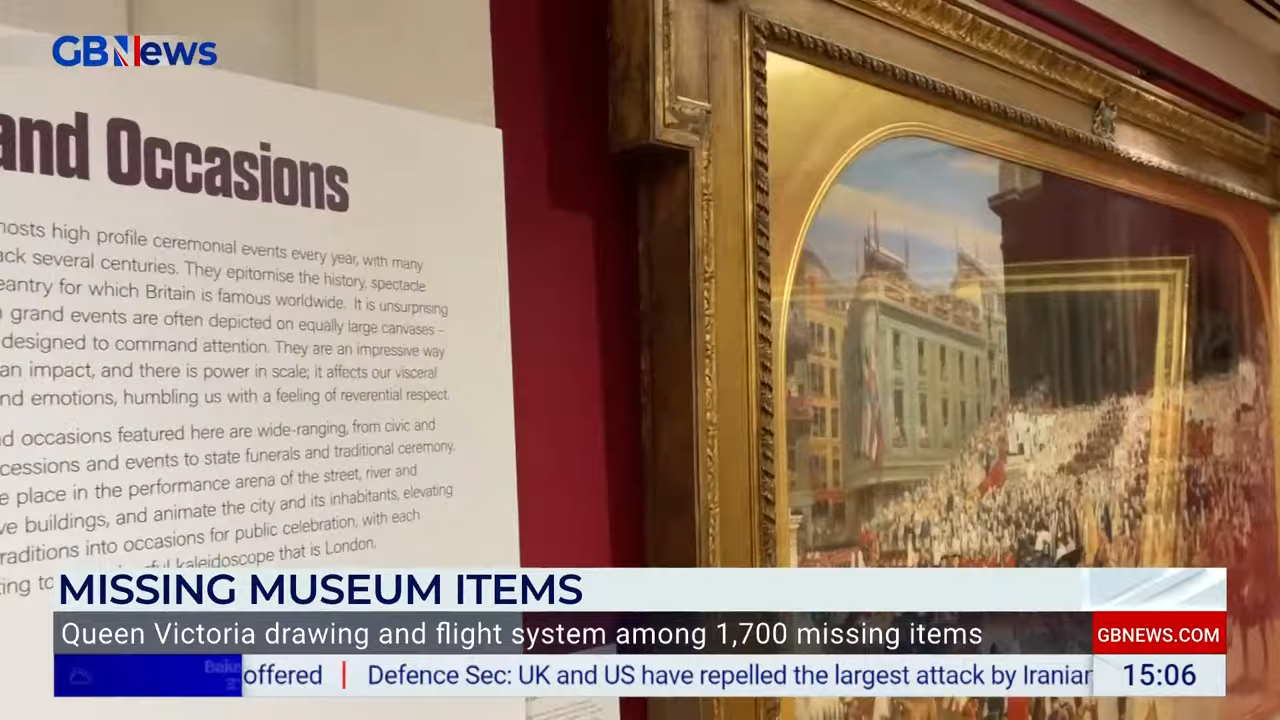 GBNews
and Occasions
hosts high profile ceremonial events every year, with many
ack several centuries. They epitomise the history, spectacle
eantry for which Britain is famous worldwide. It is unsurprising
grand events are often depicted on equally large canvases –
designed to command attention. They are an impressive way
an impact, and there is power in scale; it affects our visceral
nd emotions, humbling us with a feeling of reverential respect.
d occasions featured here are wide-ranging, from civic and
cessions and events to state funerals and traditional ceremony.
e place in the performance area of the street, river and
ve buildings, and animate the city and its inhabitants, elevating
raditions into occasions for public celebration, with each
kaleidoscope that is London.
ting to
MISSING MUSEUM ITEMS
Queen Victoria drawing and flight system among 1,700 missing items
GBNEWS.COM
offered | Defence Sec: UK and US have repelled the largest attack by Iranian
15:06